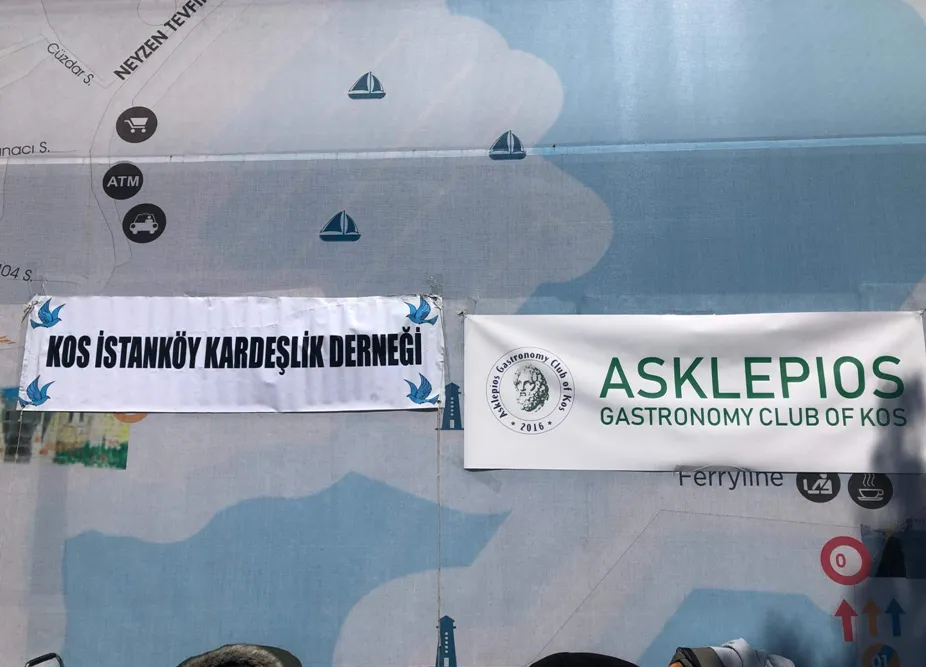 Cüzdar S.
NEYZEN TEVFİ
nacı S.
ATM
104 S.
KOS İSTANKÖY KARDEŞLİK DERNEĞİ
Asklepios Gastronomy Club of Kos
* 2016 *
ASKLEPIOS
GASTRONOMY CLUB OF KOS
Ferryline
0